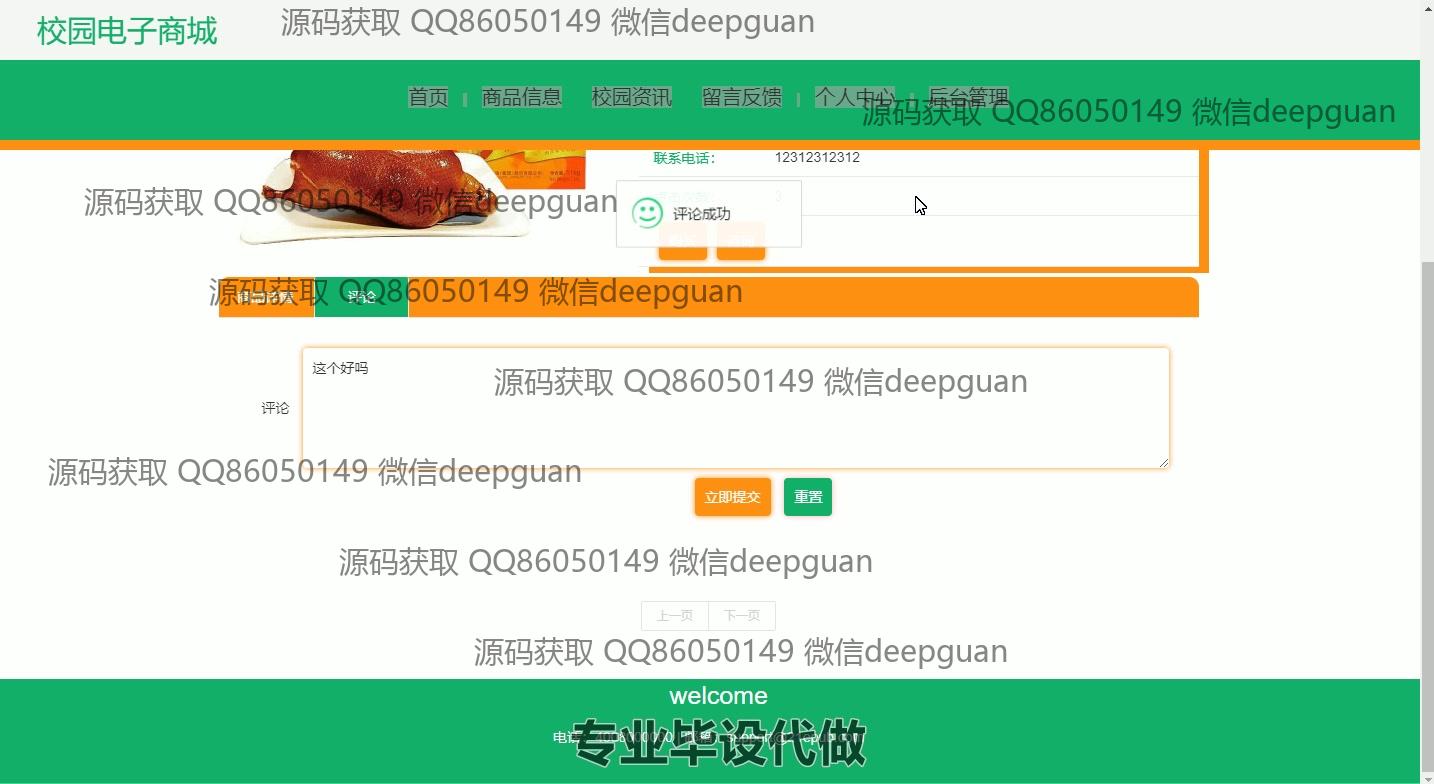 校园电子商城
源码获取 QQ86050149 微信deepguan
首页 商品信息 校园资讯 留言反馈 个人中心 后台管理
源码获取 QQ86050149 微信deepguan
联系电话： 12312312312
源码获取 QQ86050149 微信deepguan
3
评论成功
源码获取 QQ86050149 微信deepguan
评论
这个好吗
源码获取 QQ86050149 微信deepguan
评论
源码获取 QQ86050149 微信deepguan
立即提交 重置
源码获取 QQ86050149 微信deepguan
上一页 下一页
源码获取 QQ86050149 微信deepguan
welcome
专业毕设代做